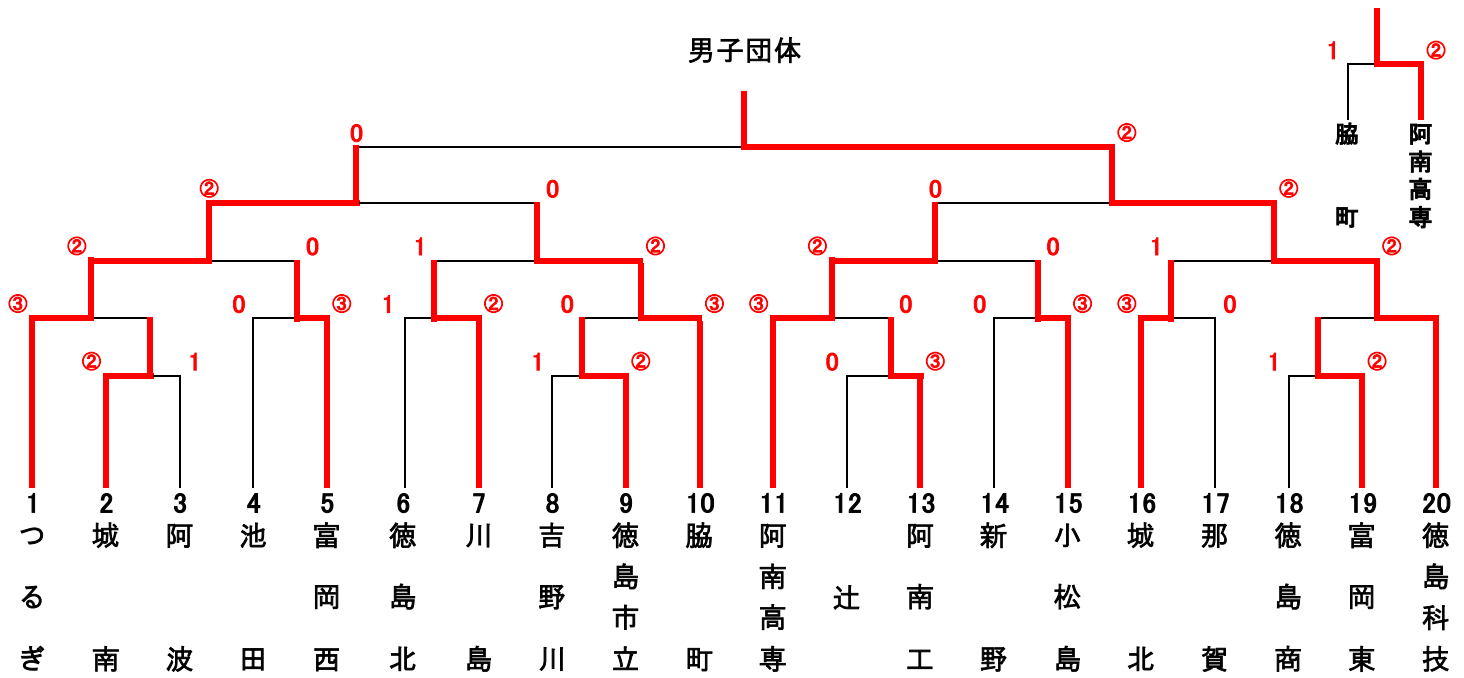 男子団体
1 ②
脇町 阿南高専
0 ②
② 0 0 ②
② 0 1 ② ② 0 1 ②
③ 0 ③ 1 ② 0 ③ ③ 0 0 ③ ③ 0
② 1 1 ② 0 ③ 1 ②
1 2 3 4 5 6 7 8 9 10 11 12 13 14 15 16 17 18 19 20
つるぎ
城南
阿波
池田
富岡西
徳島北
川島
吉野川
徳島市立
脇町
阿南高専
辻
阿南工
新野
小松島
城北
那賀
徳島商
富岡東
徳島科技